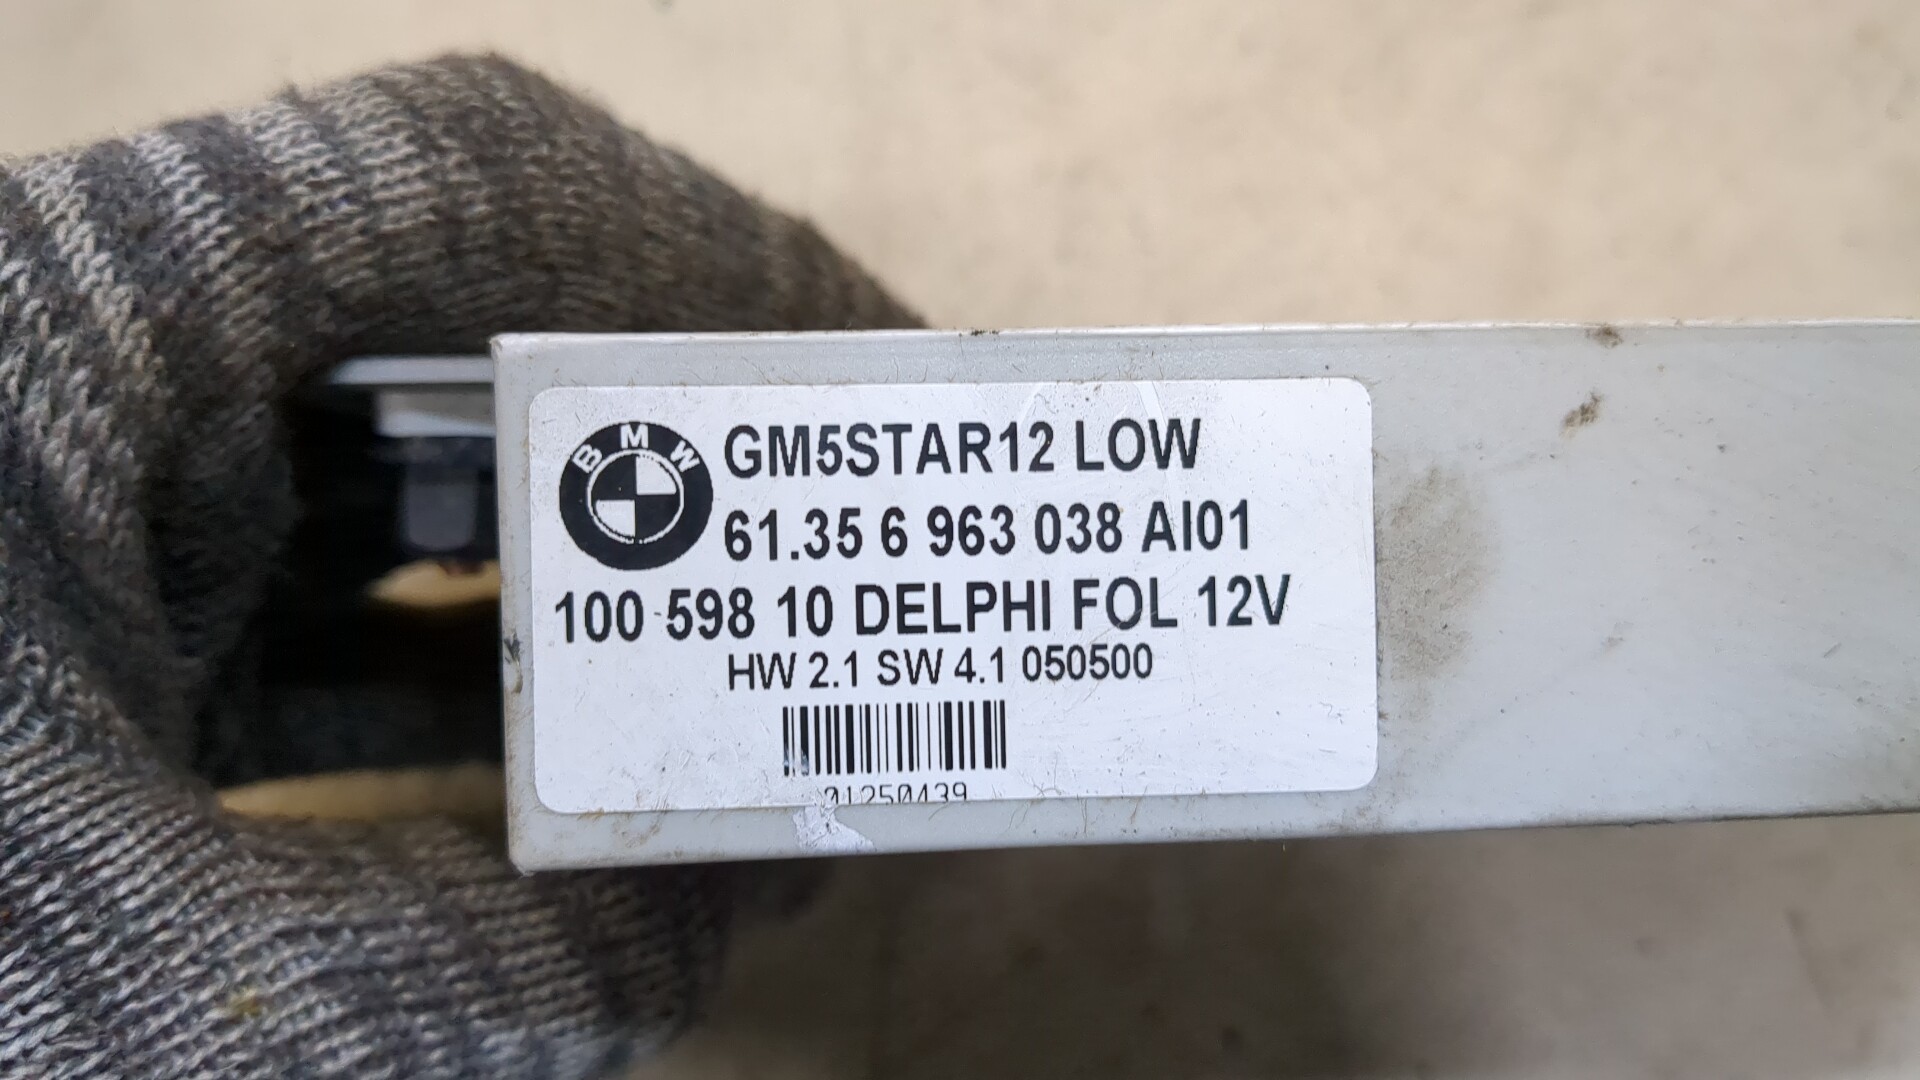 BMW
GM5STAR12 LOW
61.35 6 963 038 AI01
100 598 10 DELPHI FOL 12V
HW 2.1 SW 4.1 050500
01250439